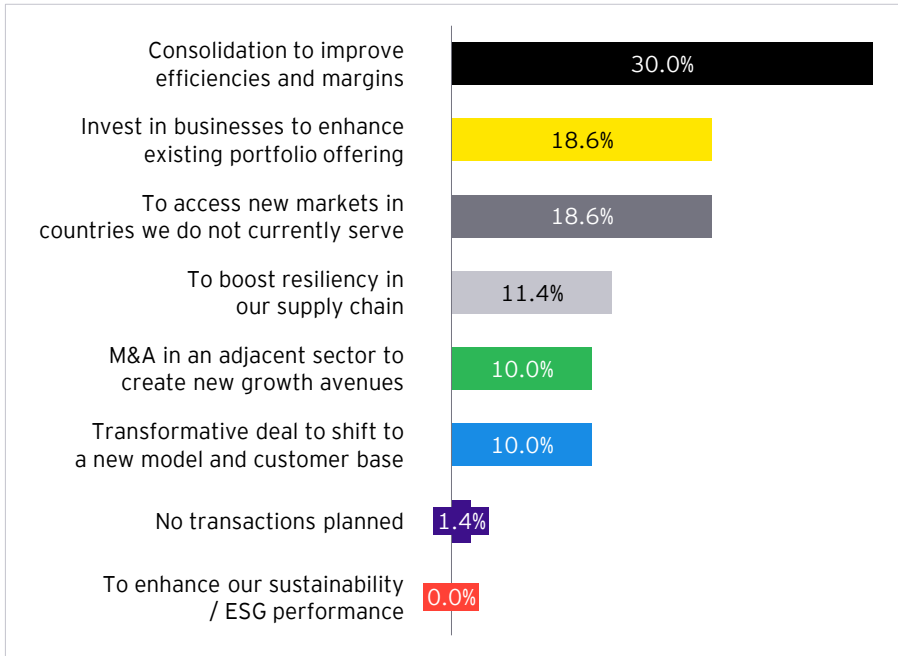 Consolidation to improve
efficiencies and margins
30.0%
Invest in businesses to enhance
existing portfolio offering
18.6%
To access new markets in
countries we do not currently serve
18.6%
To boost resiliency in
our supply chain
11.4%
M&A in an adjacent sector to
create new growth avenues
10.0%
Transformative deal to shift to
a new model and customer base
10.0%
No transactions planned
1.4%
To enhance our sustainability
/ ESG performance
0.0%